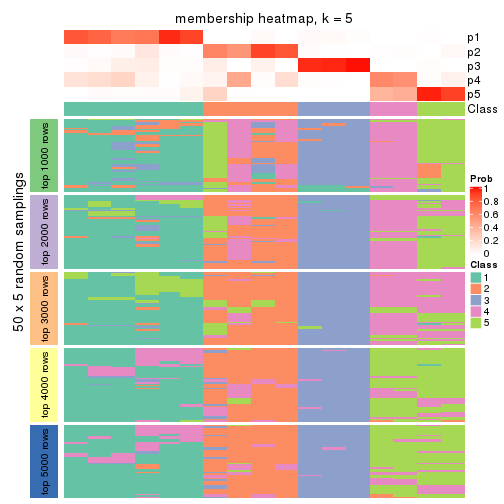 membership heatmap, k = 5
p1
p2
p3
p4
p5
Class
50 x 5 random samplings
top 1000 rows
top 2000 rows
top 3000 rows
top 4000 rows
top 5000 rows
Prob
1
0.8
0.6
0.4
0.2
0
Class
1
2
3
4
5